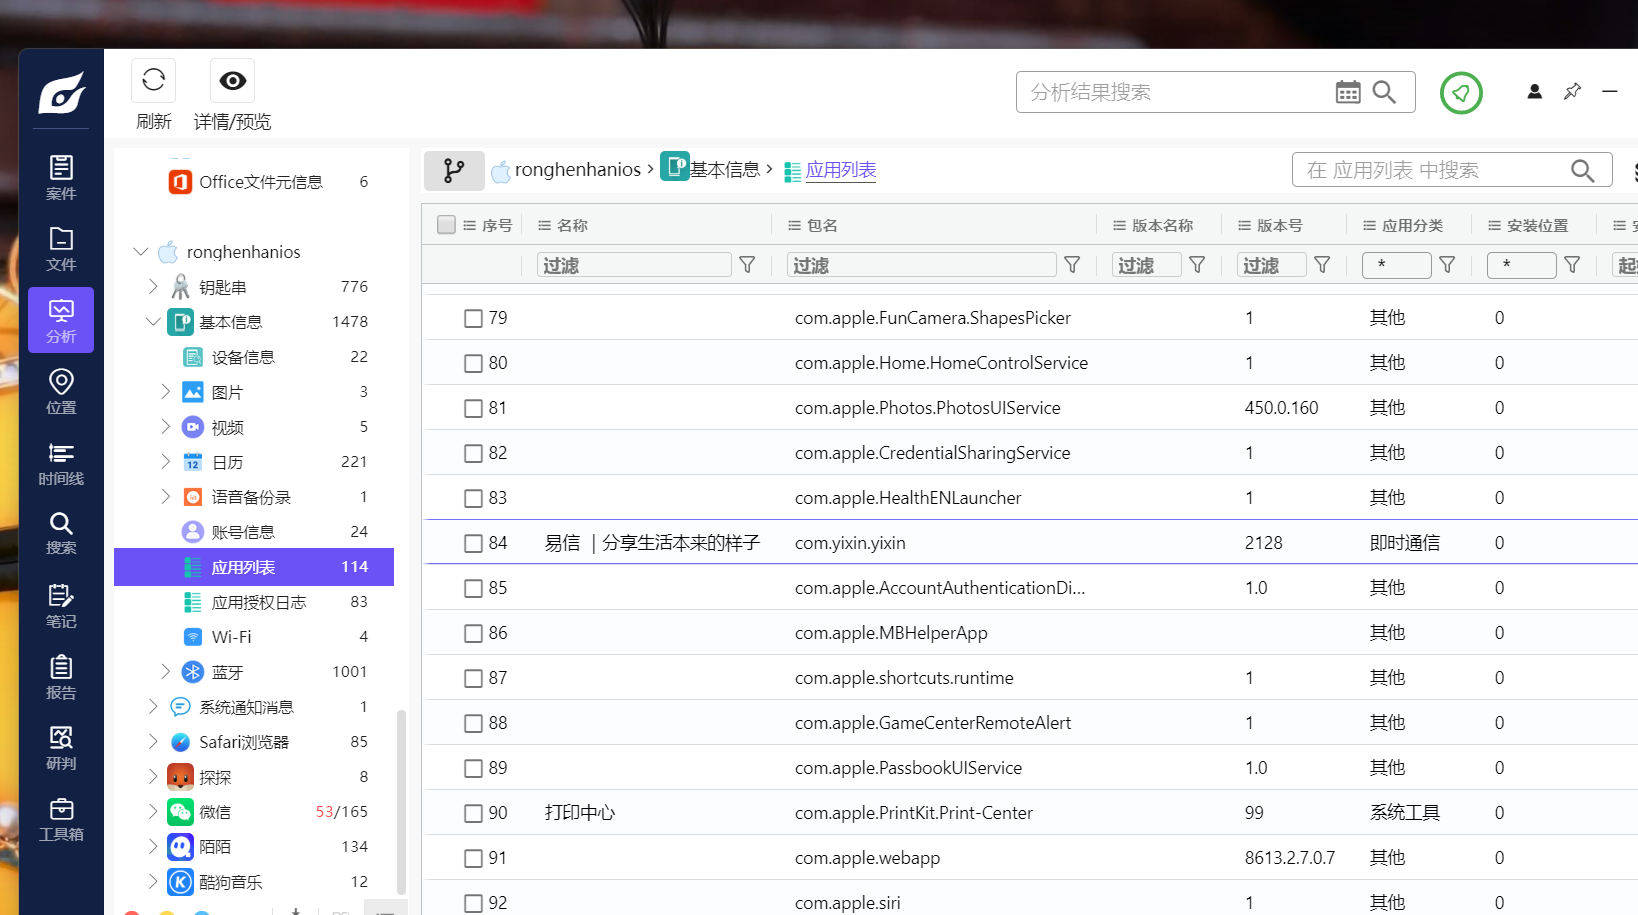 刷新
详情/预览
分析结果搜索
案件
文件
分析
位置
时间线
搜索
笔记
报告
研判
工具箱
Office文件元信息 6
ronghenhanios
钥匙串 776
基本信息 1478
设备信息 22
图片 3
视频 5
日历 221
语音备份录 1
账号信息 24
应用列表 114
应用授权日志 83
Wi-Fi 4
蓝牙 1001
系统通知消息 1
Safari浏览器 85
探探 8
微信 53/165
陌陌 134
酷狗音乐 12
ronghenhanios › 基本信息 › 应用列表
在 应用列表 中搜索
序号 名称 包名 版本名称 版本号 应用分类 安装位置
过滤 过滤 过滤 过滤 * *
79 com.apple.FunCamera.ShapesPicker 1 其他 0
80 com.apple.Home.HomeControlService 1 其他 0
81 com.apple.Photos.PhotosUIService 450.0.160 其他 0
82 com.apple.CredentialSharingService 1 其他 0
83 com.apple.HealthENLauncher 1 其他 0
84 易信 ｜分享生活本来的样子 com.yixin.yixin 2128 即时通信 0
85 com.apple.AccountAuthenticationDi... 1.0 其他 0
86 com.apple.MBHelperApp 其他 0
87 com.apple.shortcuts.runtime 1 其他 0
88 com.apple.GameCenterRemoteAlert 1 其他 0
89 com.apple.PassbookUIService 1.0 其他 0
90 打印中心 com.apple.PrintKit.Print-Center 99 系统工具 0
91 com.apple.webapp 8613.2.7.0.7 其他 0
92 com.apple.siri 1 其他 0